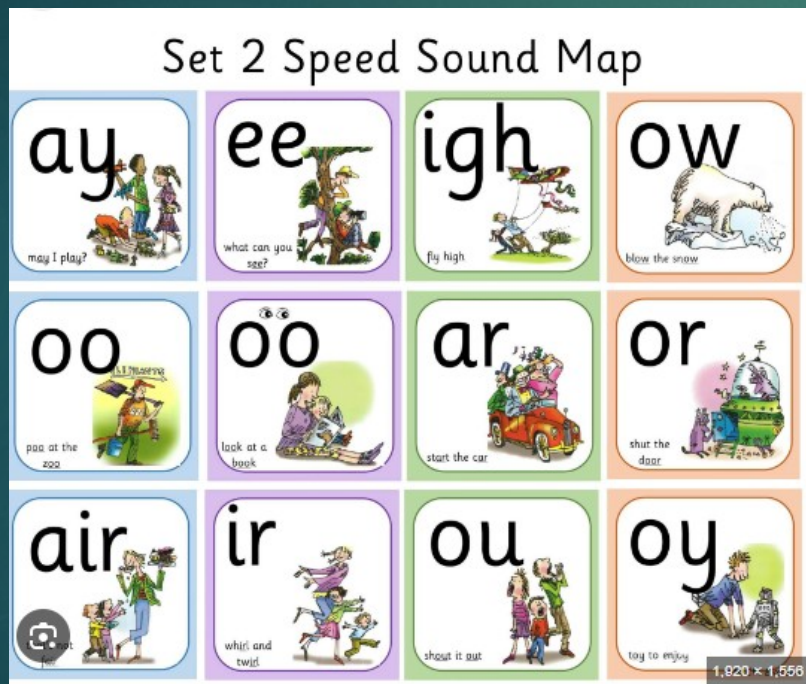 Set 2 Speed Sound Map
ay
may I play?
ee
what can you
see?
igh
fly high
ow
blow the snow
oo
poo at the
zoo
oo
look at a
book
ar
start the car
or
shut the
door
air
not
ir
whirl and
twirl
ou
shout it out
oy
toy to enjoy
1,920 × 1,556